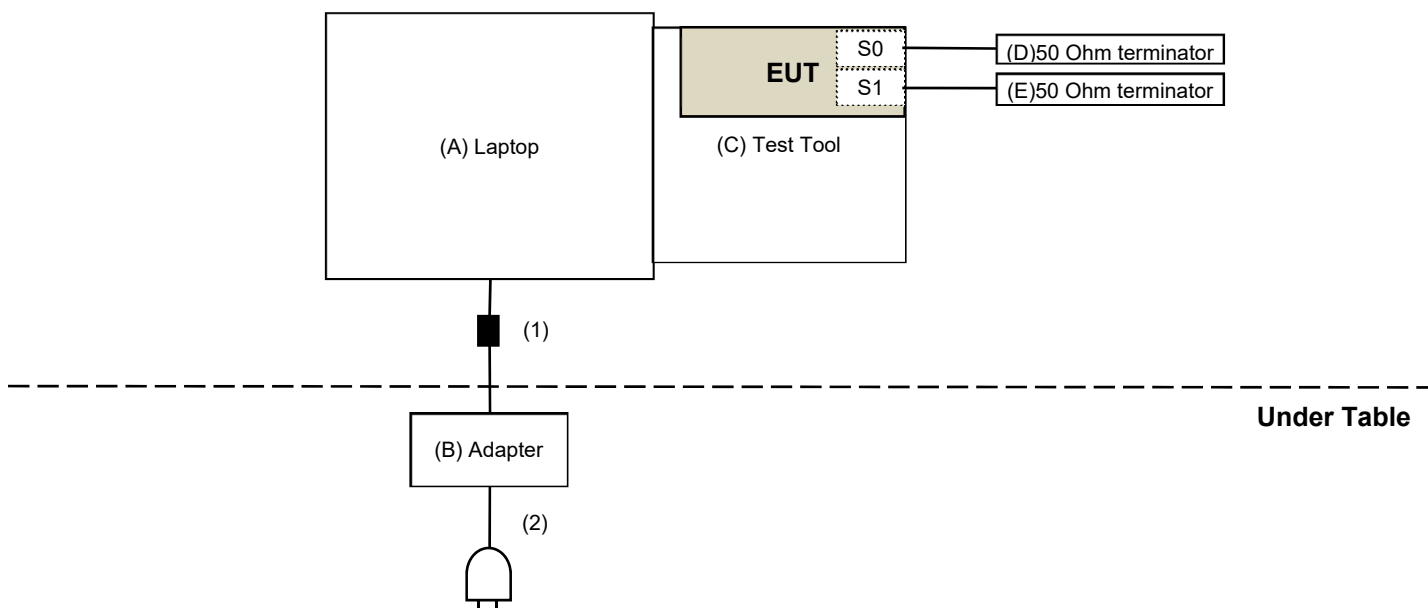 S0
(D)50 Ohm terminator
EUT
S1
(E)50 Ohm terminator
(A) Laptop
(C) Test Tool
(1)
Under Table
(B) Adapter
(2)